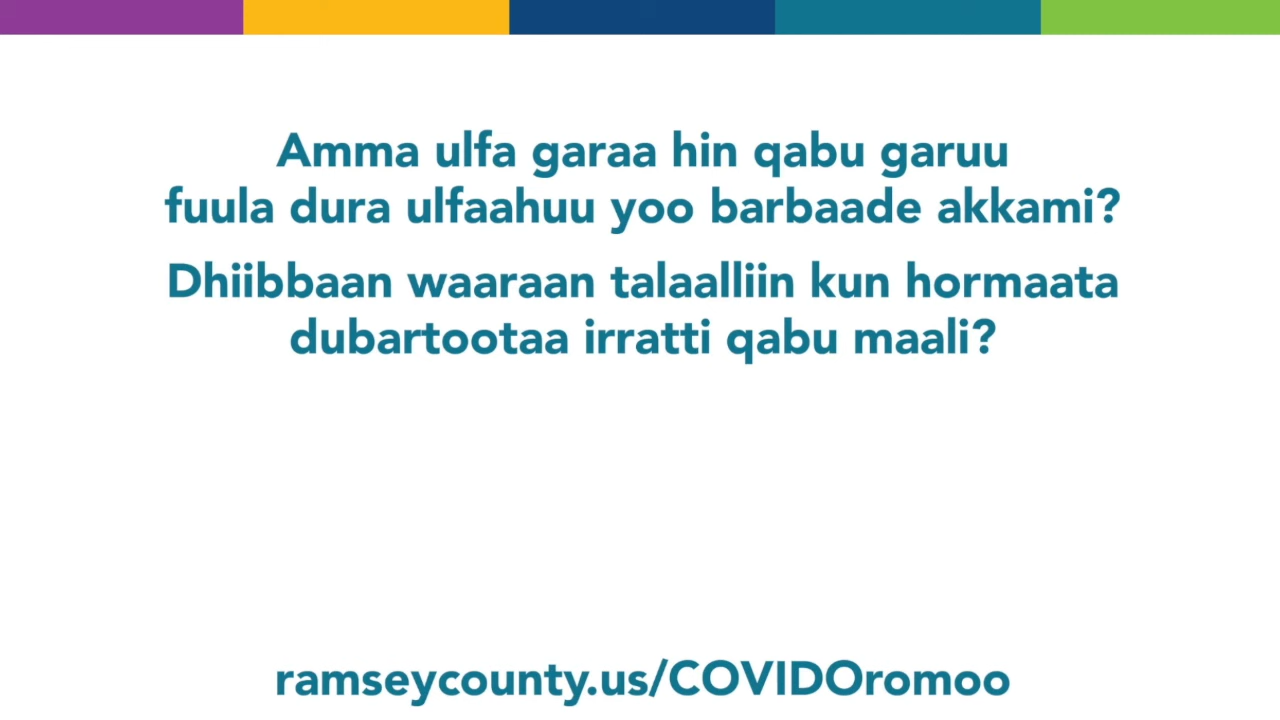 Amma ulfa garaa hin qabu garuu
fuula dura ulfaahuu yoo barbaade akkami?
Dhiibbaan waaraan talaalliin kun hormaata
dubartootaa irratti qabu maali?
ramseycounty.us/COVIDOromoo